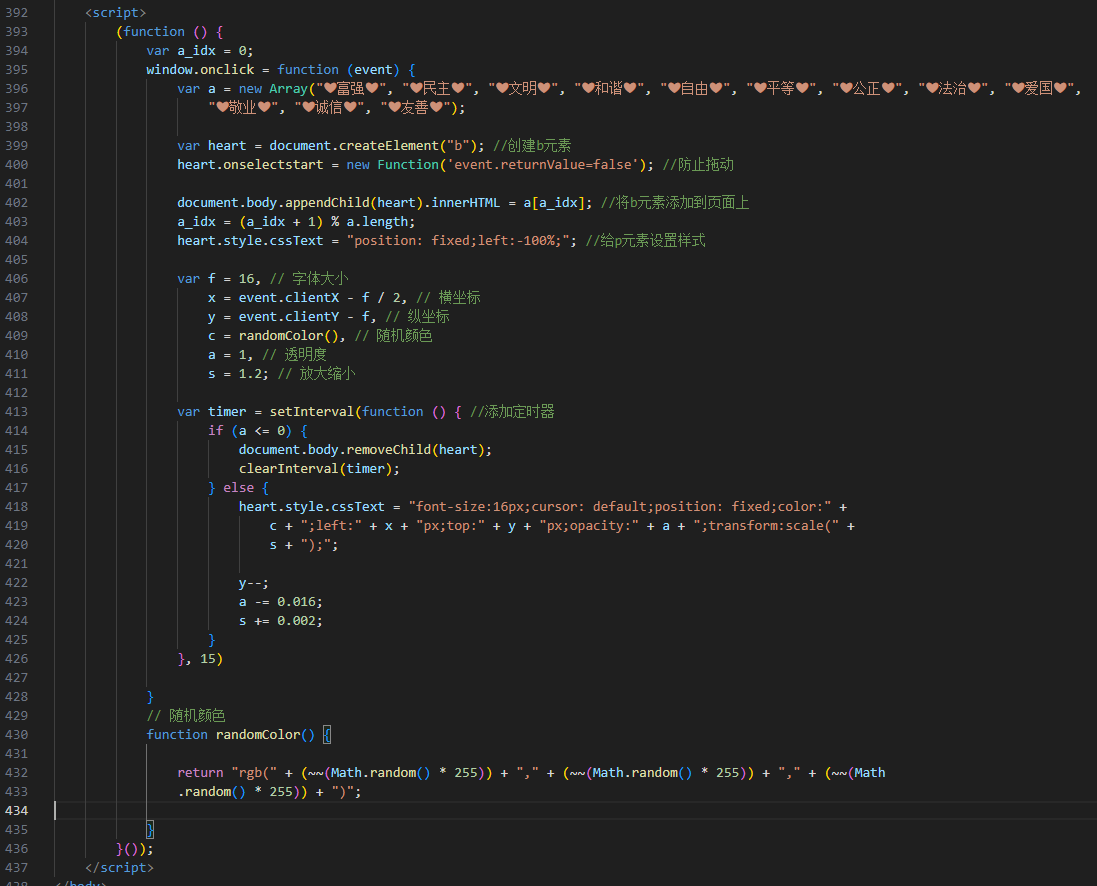 392 <script>
393 (function () {
394 var a_idx = 0;
395 window.onclick = function (event) {
396 var a = new Array("❤富强❤", "❤民主❤", "❤文明❤", "❤和谐❤", "❤自由❤", "❤平等❤", "❤公正❤", "❤法治❤", "❤爱国❤",
397 "❤敬业❤", "❤诚信❤", "❤友善❤");
398
399 var heart = document.createElement("b"); //创建b元素
400 heart.onselectstart = new Function('event.returnValue=false'); //防止拖动
401
402 document.body.appendChild(heart).innerHTML = a[a_idx]; //将b元素添加到页面上
403 a_idx = (a_idx + 1) % a.length;
404 heart.style.cssText = "position: fixed;left:-100%;"; //给p元素设置样式
405
406 var f = 16, // 字体大小
407 x = event.clientX - f / 2, // 横坐标
408 y = event.clientY - f, // 纵坐标
409 c = randomColor(), // 随机颜色
410 a = 1, // 透明度
411 s = 1.2; // 放大缩小
412
413 var timer = setInterval(function () { //添加定时器
414 if (a <= 0) {
415 document.body.removeChild(heart);
416 clearInterval(timer);
417 } else {
418 heart.style.cssText = "font-size:16px;cursor: default;position: fixed;color:" +
419 c + ";left:" + x + "px;top:" + y + "px;opacity:" + a + ";transform:scale(" +
420 s + ");";
421
422 y--;
423 a -= 0.016;
424 s += 0.002;
425 }
426 }, 15)
427
428 }
429 // 随机颜色
430 function randomColor() {
431
432 return "rgb(" + (~~(Math.random() * 255)) + "," + (~~(Math.random() * 255)) + "," + (~~(Math
433 .random() * 255)) + ")";
434
435 }
436 }());
437 </script>
438 </body>